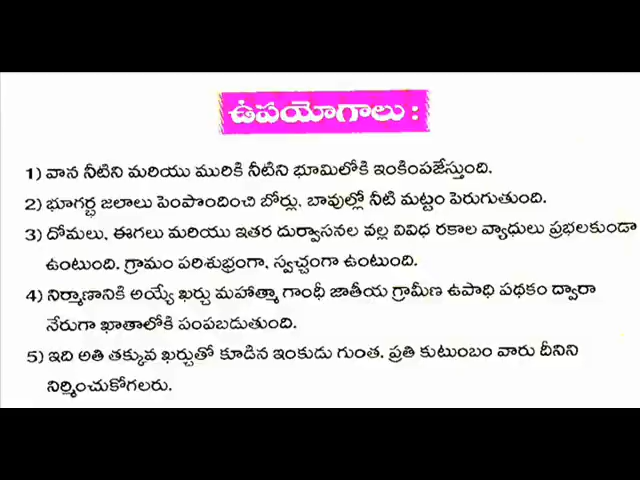 ఉపయోగాలు :
1) వాన నీటిని మరియు మురికి నీటిని భూమిలోకి ఇంకింపజేస్తుంది.
2) భూగర్భ జలాలు పెంపొందించి బోర్లు, బావుల్లో నీటి మట్టం పెరుగుతుంది.
3) దోమలు, ఈగలు మరియు ఇతర దుర్వాసనల వల్ల వివిధ రకాల వ్యాధులు ప్రభలకుండా
ఉంటుంది. గ్రామం పరిశుభ్రంగా, స్వచ్చంగా ఉంటుంది.
4) నిర్మాణానికి అయ్యే ఖర్చు మహాత్మా గాంధీ జాతీయ గ్రామీణ ఉపాధి పథకం ద్వారా
నేరుగా ఖాతాలోకి పంపబడుతుంది.
5) ఇది అతి తక్కువ ఖర్చుతో కూడిన ఇంకుడు గుంత. ప్రతి కుటుంబం వారు దీనిని
నిర్మించుకోగలరు.